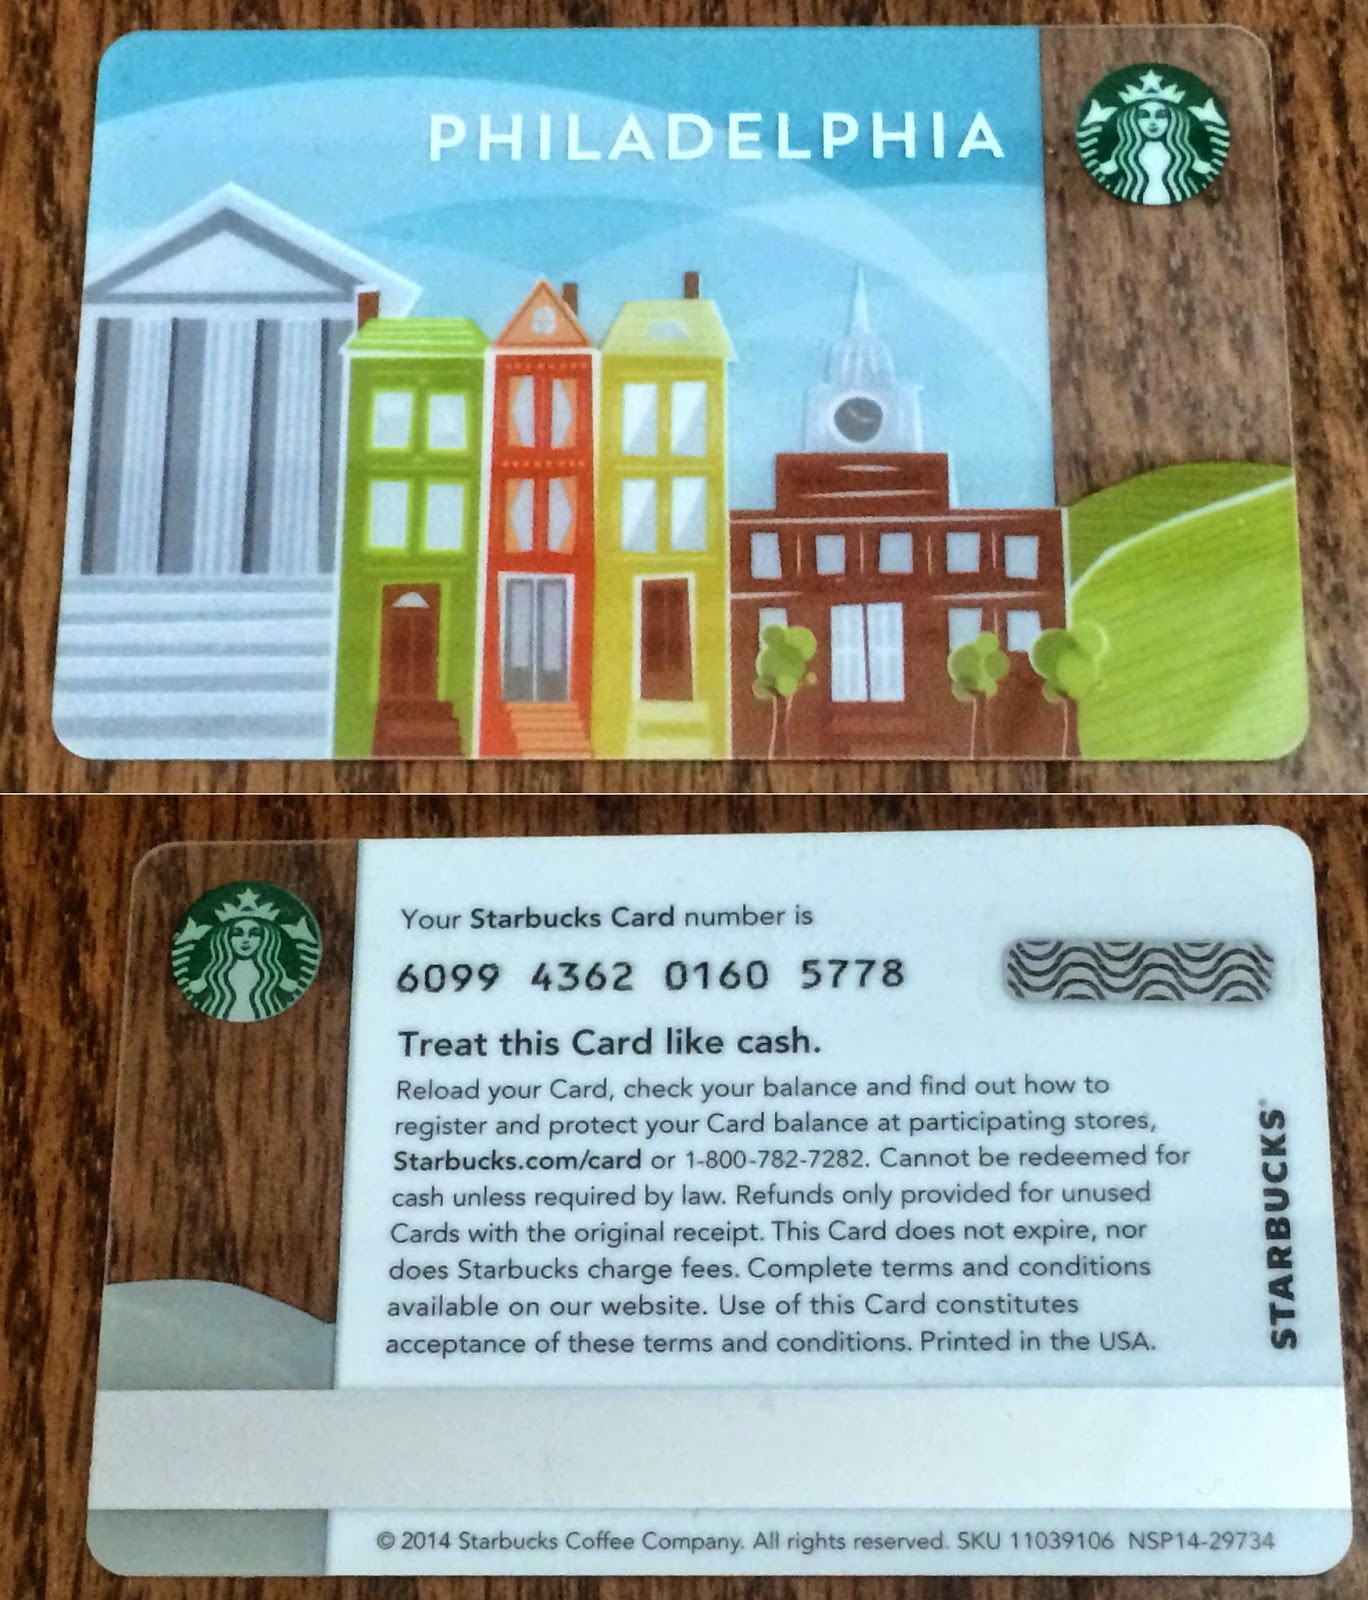 PHILADELPHIA
Your Starbucks Card number is
6099 4362 0160 5778
Treat this Card like cash.
Reload your Card, check your balance and find out how to
register and protect your Card balance at participating stores,
Starbucks.com/card or 1-800-782-7282. Cannot be redeemed for
cash unless required by law. Refunds only provided for unused
Cards with the original receipt. This Card does not expire, nor
does Starbucks charge fees. Complete terms and conditions
available on our website. Use of this Card constitutes
acceptance of these terms and conditions. Printed in the USA.
STARBUCKS®
© 2014 Starbucks Coffee Company. All rights reserved. SKU 11039106 NSP14-29734